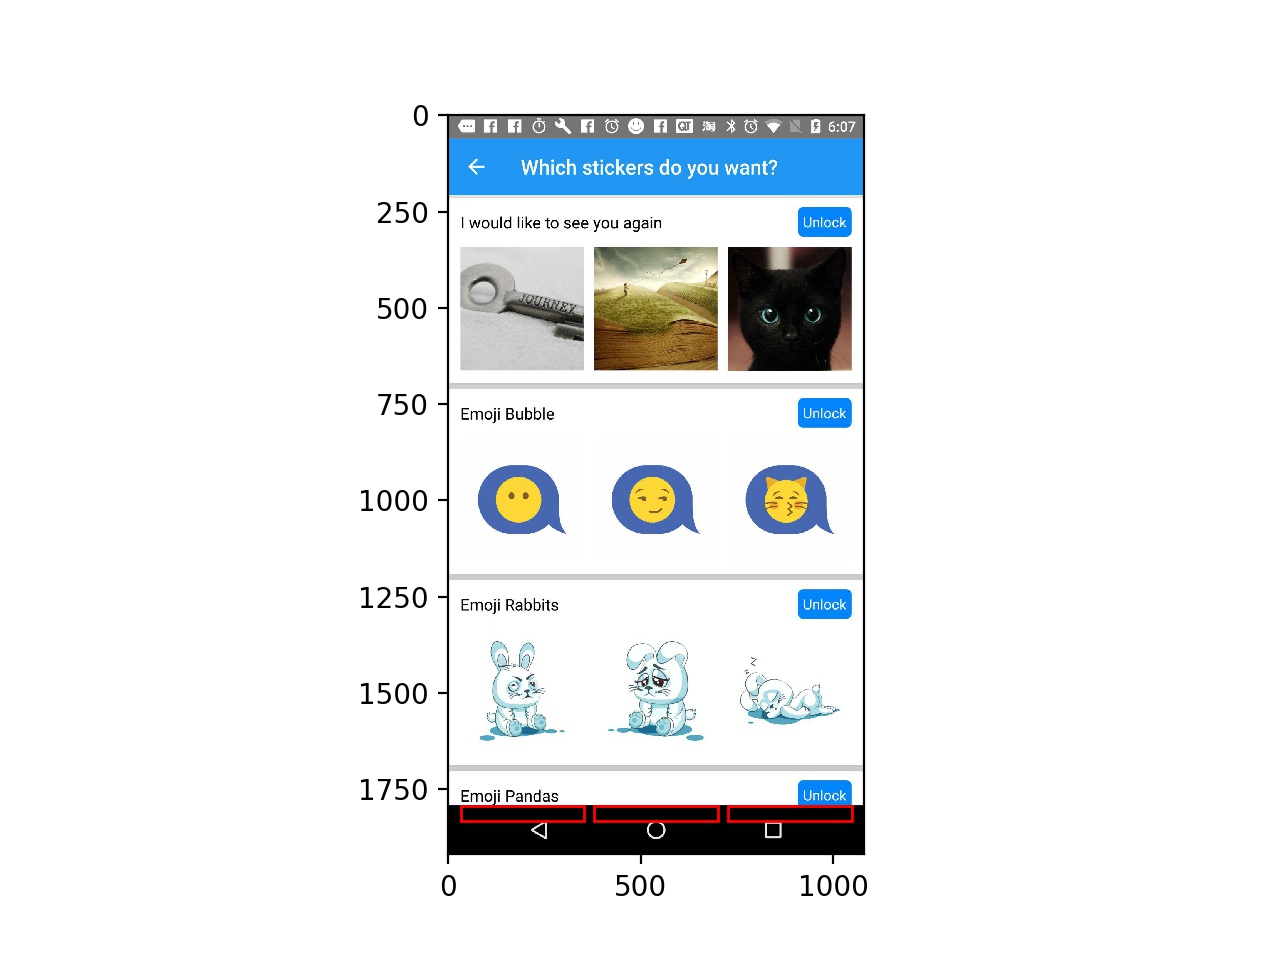 0
6:07
Which stickers do you want?
250
I would like to see you again
Unlock
500
JOURNEY
750
Emoji Bubble
Unlock
1000
1250
Emoji Rabbits
Unlock
z
z
1500
1750
Emoji Pandas
Unlock
0
500
1000